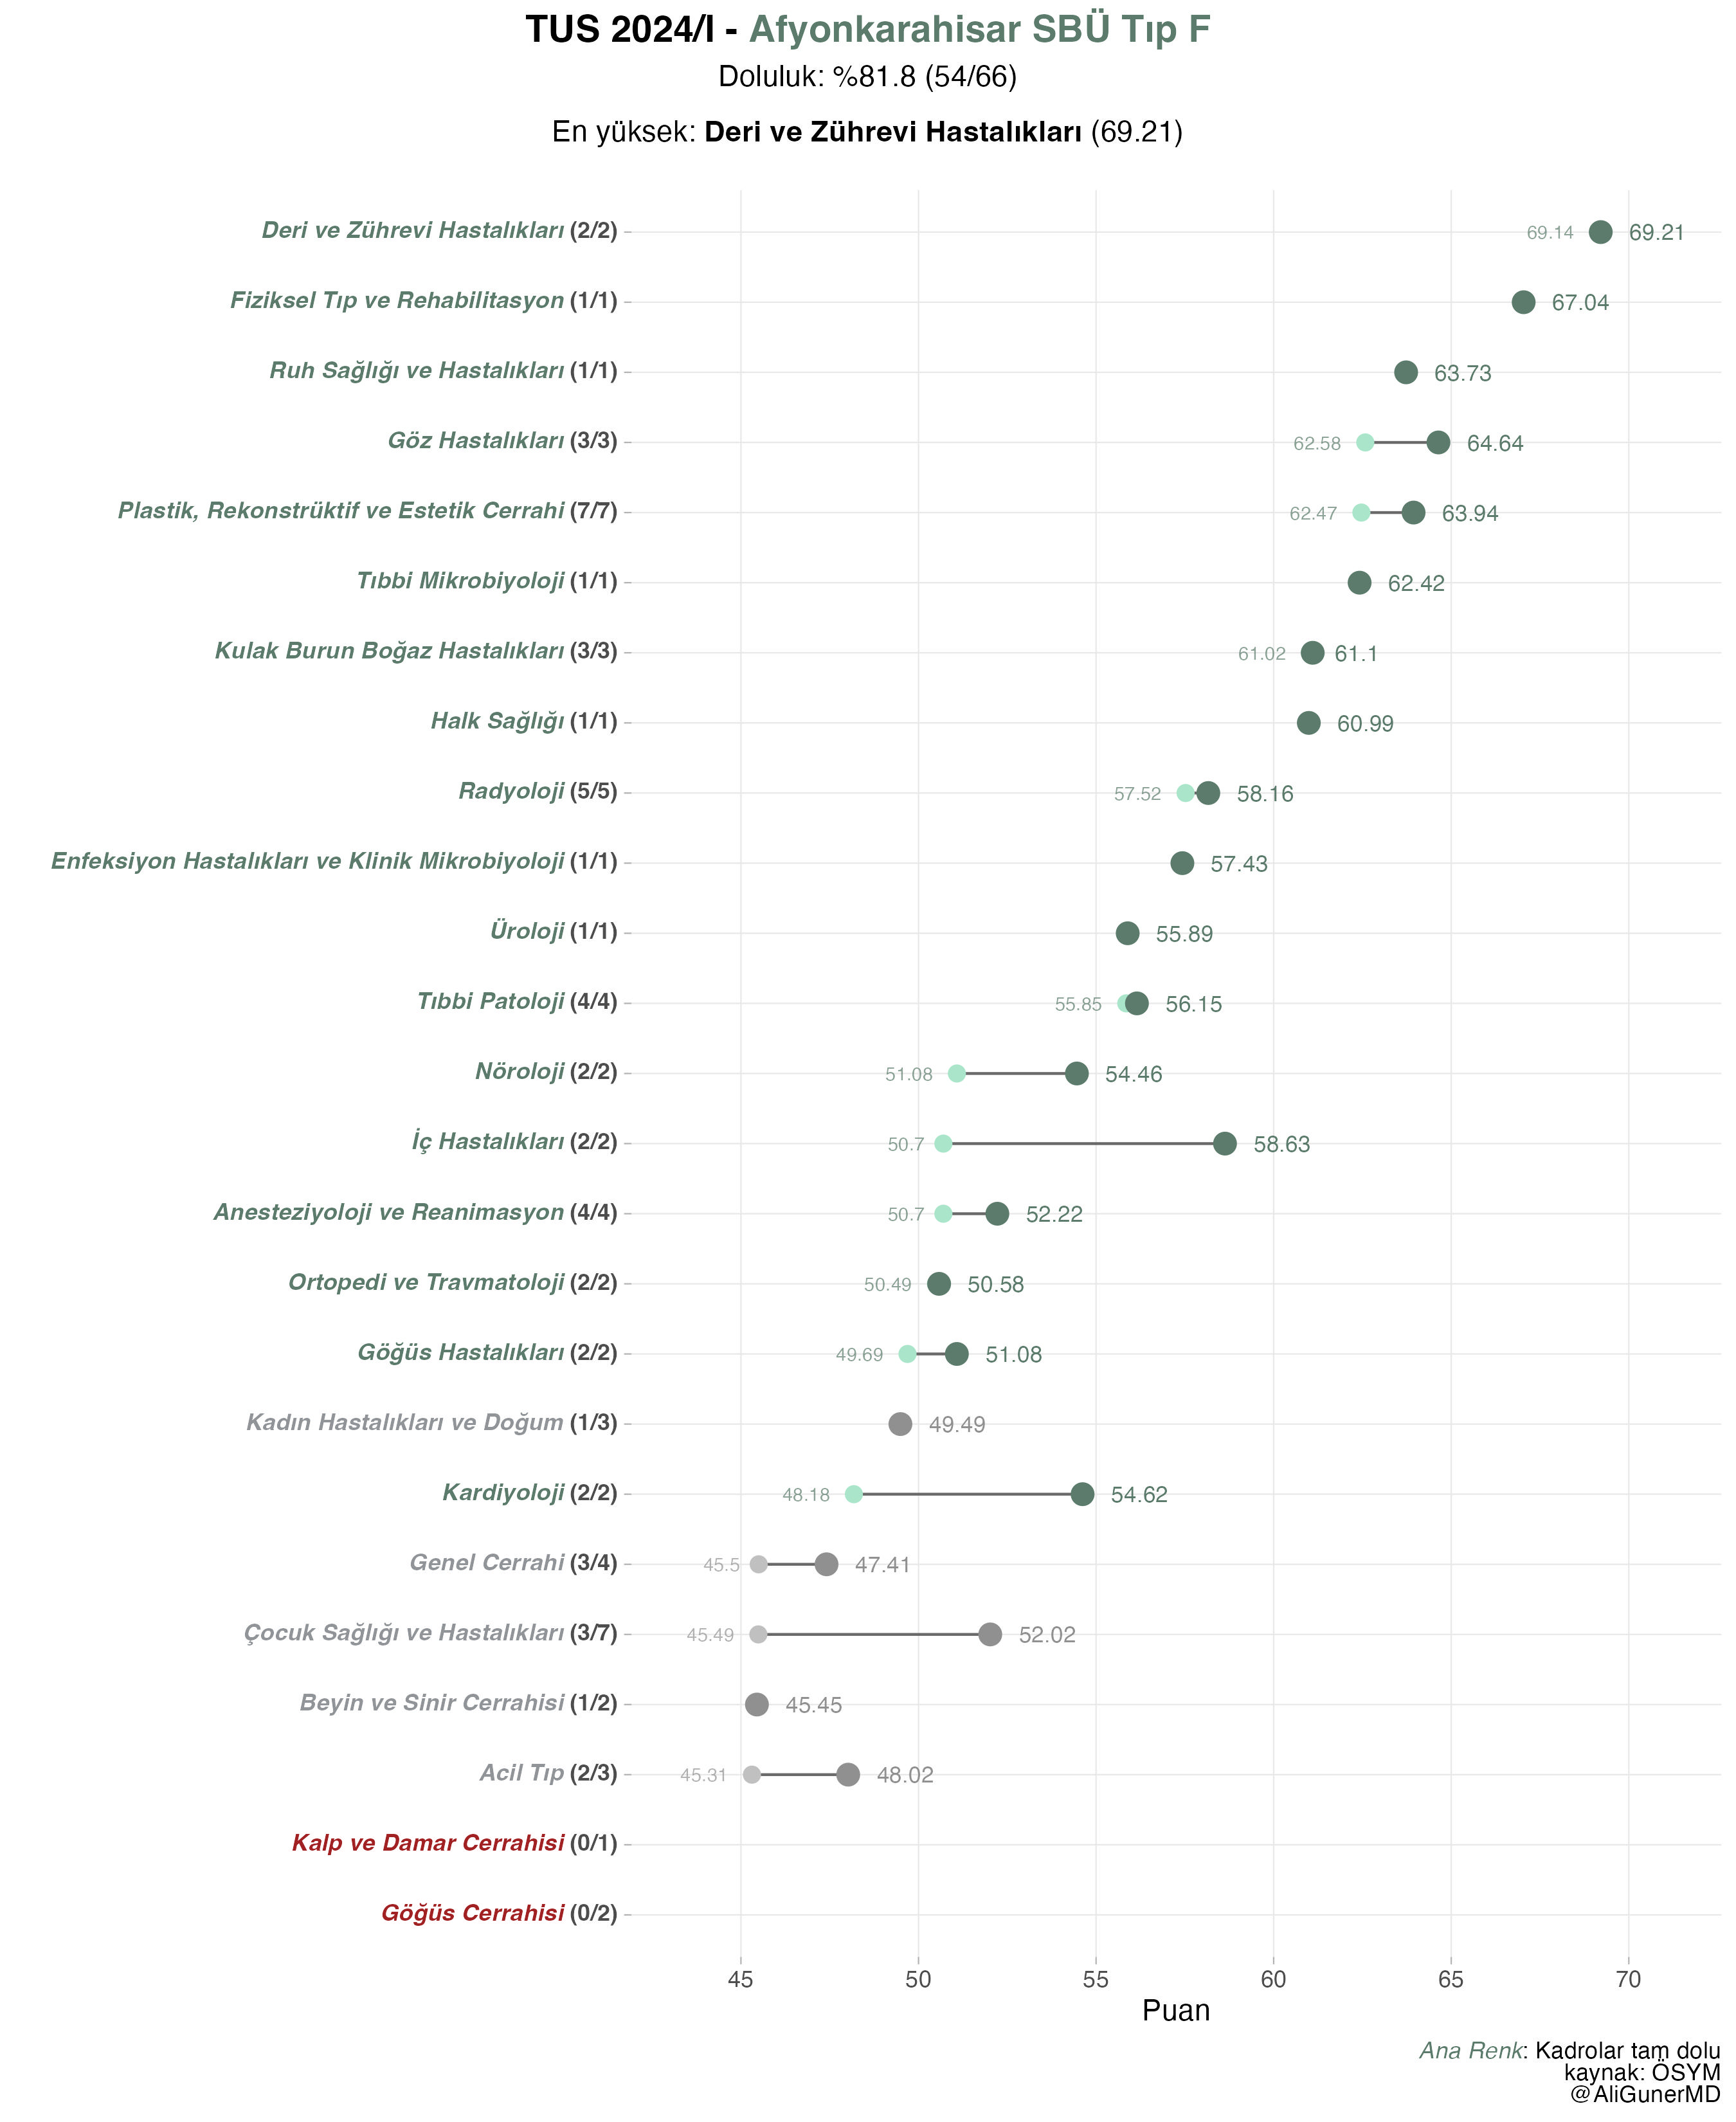 TUS 2024/I - Afyonkarahisar SBÜ Tıp F
Doluluk: %81.8 (54/66)
En yüksek: Deri ve Zührevi Hastalıkları (69.21)
Deri ve Zührevi Hastalıkları (2/2) 69.14 69.21
Fiziksel Tıp ve Rehabilitasyon (1/1) 67.04
Ruh Sağlığı ve Hastalıkları (1/1) 63.73
Göz Hastalıkları (3/3) 62.58 64.64
Plastik, Rekonstrüktif ve Estetik Cerrahi (7/7) 62.47 63.94
Tıbbi Mikrobiyoloji (1/1) 62.42
Kulak Burun Boğaz Hastalıkları (3/3) 61.02 61.1
Halk Sağlığı (1/1) 60.99
Radyoloji (5/5) 57.52 58.16
Enfeksiyon Hastalıkları ve Klinik Mikrobiyoloji (1/1) 57.43
Üroloji (1/1) 55.89
Tıbbi Patoloji (4/4) 55.85 56.15
Nöroloji (2/2) 51.08 54.46
İç Hastalıkları (2/2) 50.7 58.63
Anesteziyoloji ve Reanimasyon (4/4) 50.7 52.22
Ortopedi ve Travmatoloji (2/2) 50.49 50.58
Göğüs Hastalıkları (2/2) 49.69 51.08
Kadın Hastalıkları ve Doğum (1/3) 49.49
Kardiyoloji (2/2) 48.18 54.62
Genel Cerrahi (3/4) 45.5 47.41
Çocuk Sağlığı ve Hastalıkları (3/7) 45.49 52.02
Beyin ve Sinir Cerrahisi (1/2) 45.45
Acil Tıp (2/3) 45.31 48.02
Kalp ve Damar Cerrahisi (0/1)
Göğüs Cerrahisi (0/2)
45 50 55 60 65 70
Puan
Ana Renk: Kadrolar tam dolu
kaynak: ÖSYM
@AliGunerMD